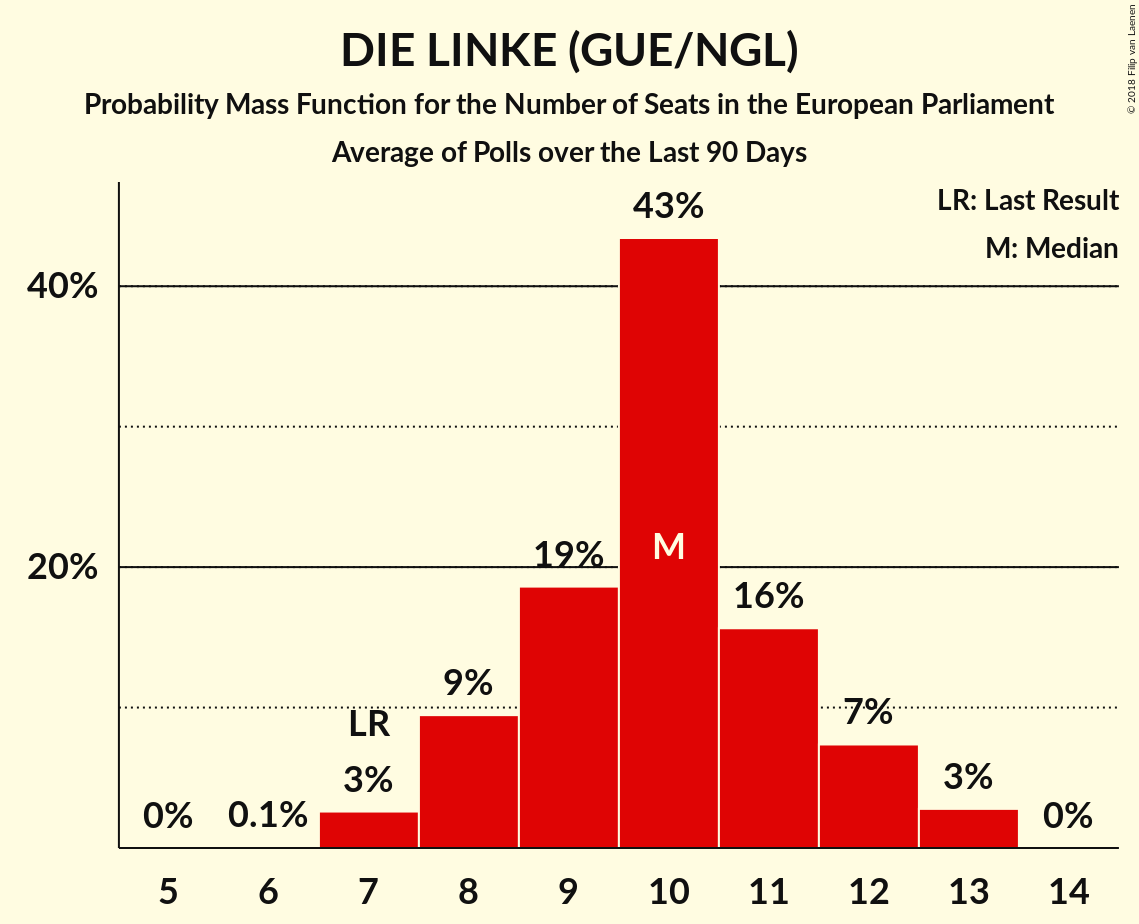 DIE LINKE (GUE/NGL)
Probability Mass Function for the Number of Seats in the European Parliament
Average of Polls over the Last 90 Days
© 2018 Filip van Laenen
LR: Last Result
M: Median
40%
20%
0%
0.1%
LR
3%
9%
19%
43%
M
16%
7%
3%
0%
5 6 7 8 9 10 11 12 13 14